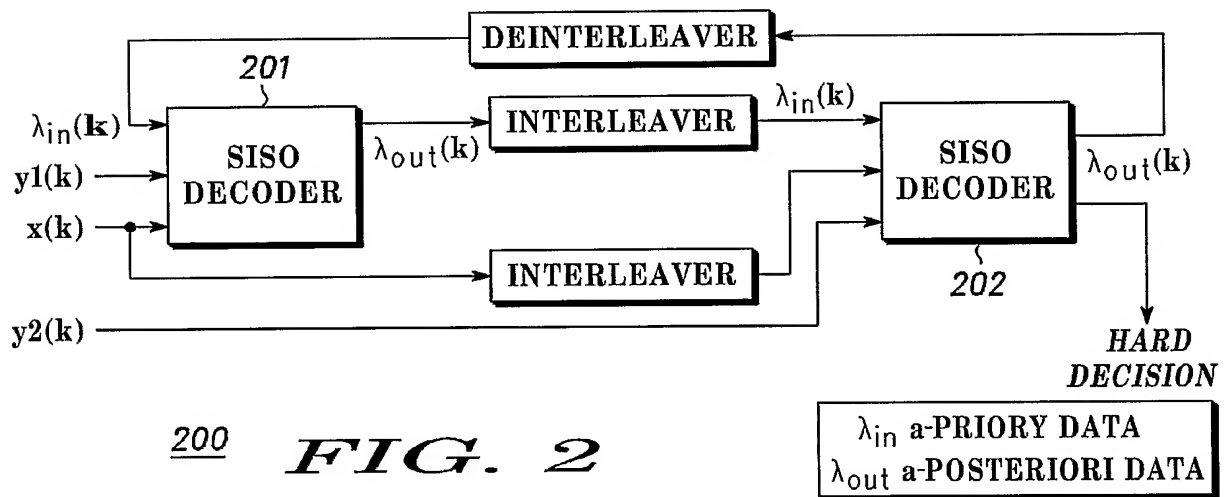 DEINTERLEAVER
201
λin(k)
SISO
DECODER
λout(k)
INTERLEAVER
λin(k)
SISO
DECODER
λout(k)
y1(k)
x(k)
INTERLEAVER
202
y2(k)
HARD
DECISION
200 FIG. 2
λin a-PRIORY DATA
λout a-POSTERIORI DATA